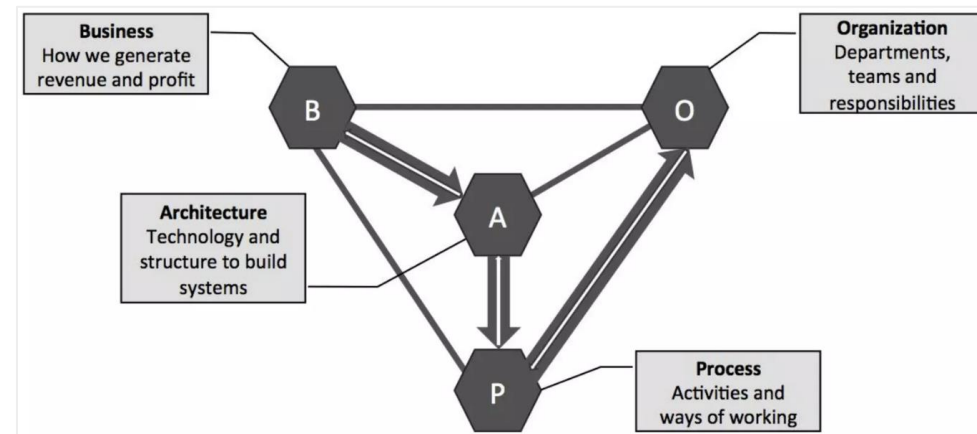 Business
How we generate
revenue and profit
Organization
Departments,
teams and
responsibilities
B
O
Architecture
Technology and
structure to build
systems
A
Process
Activities and
ways of working
P